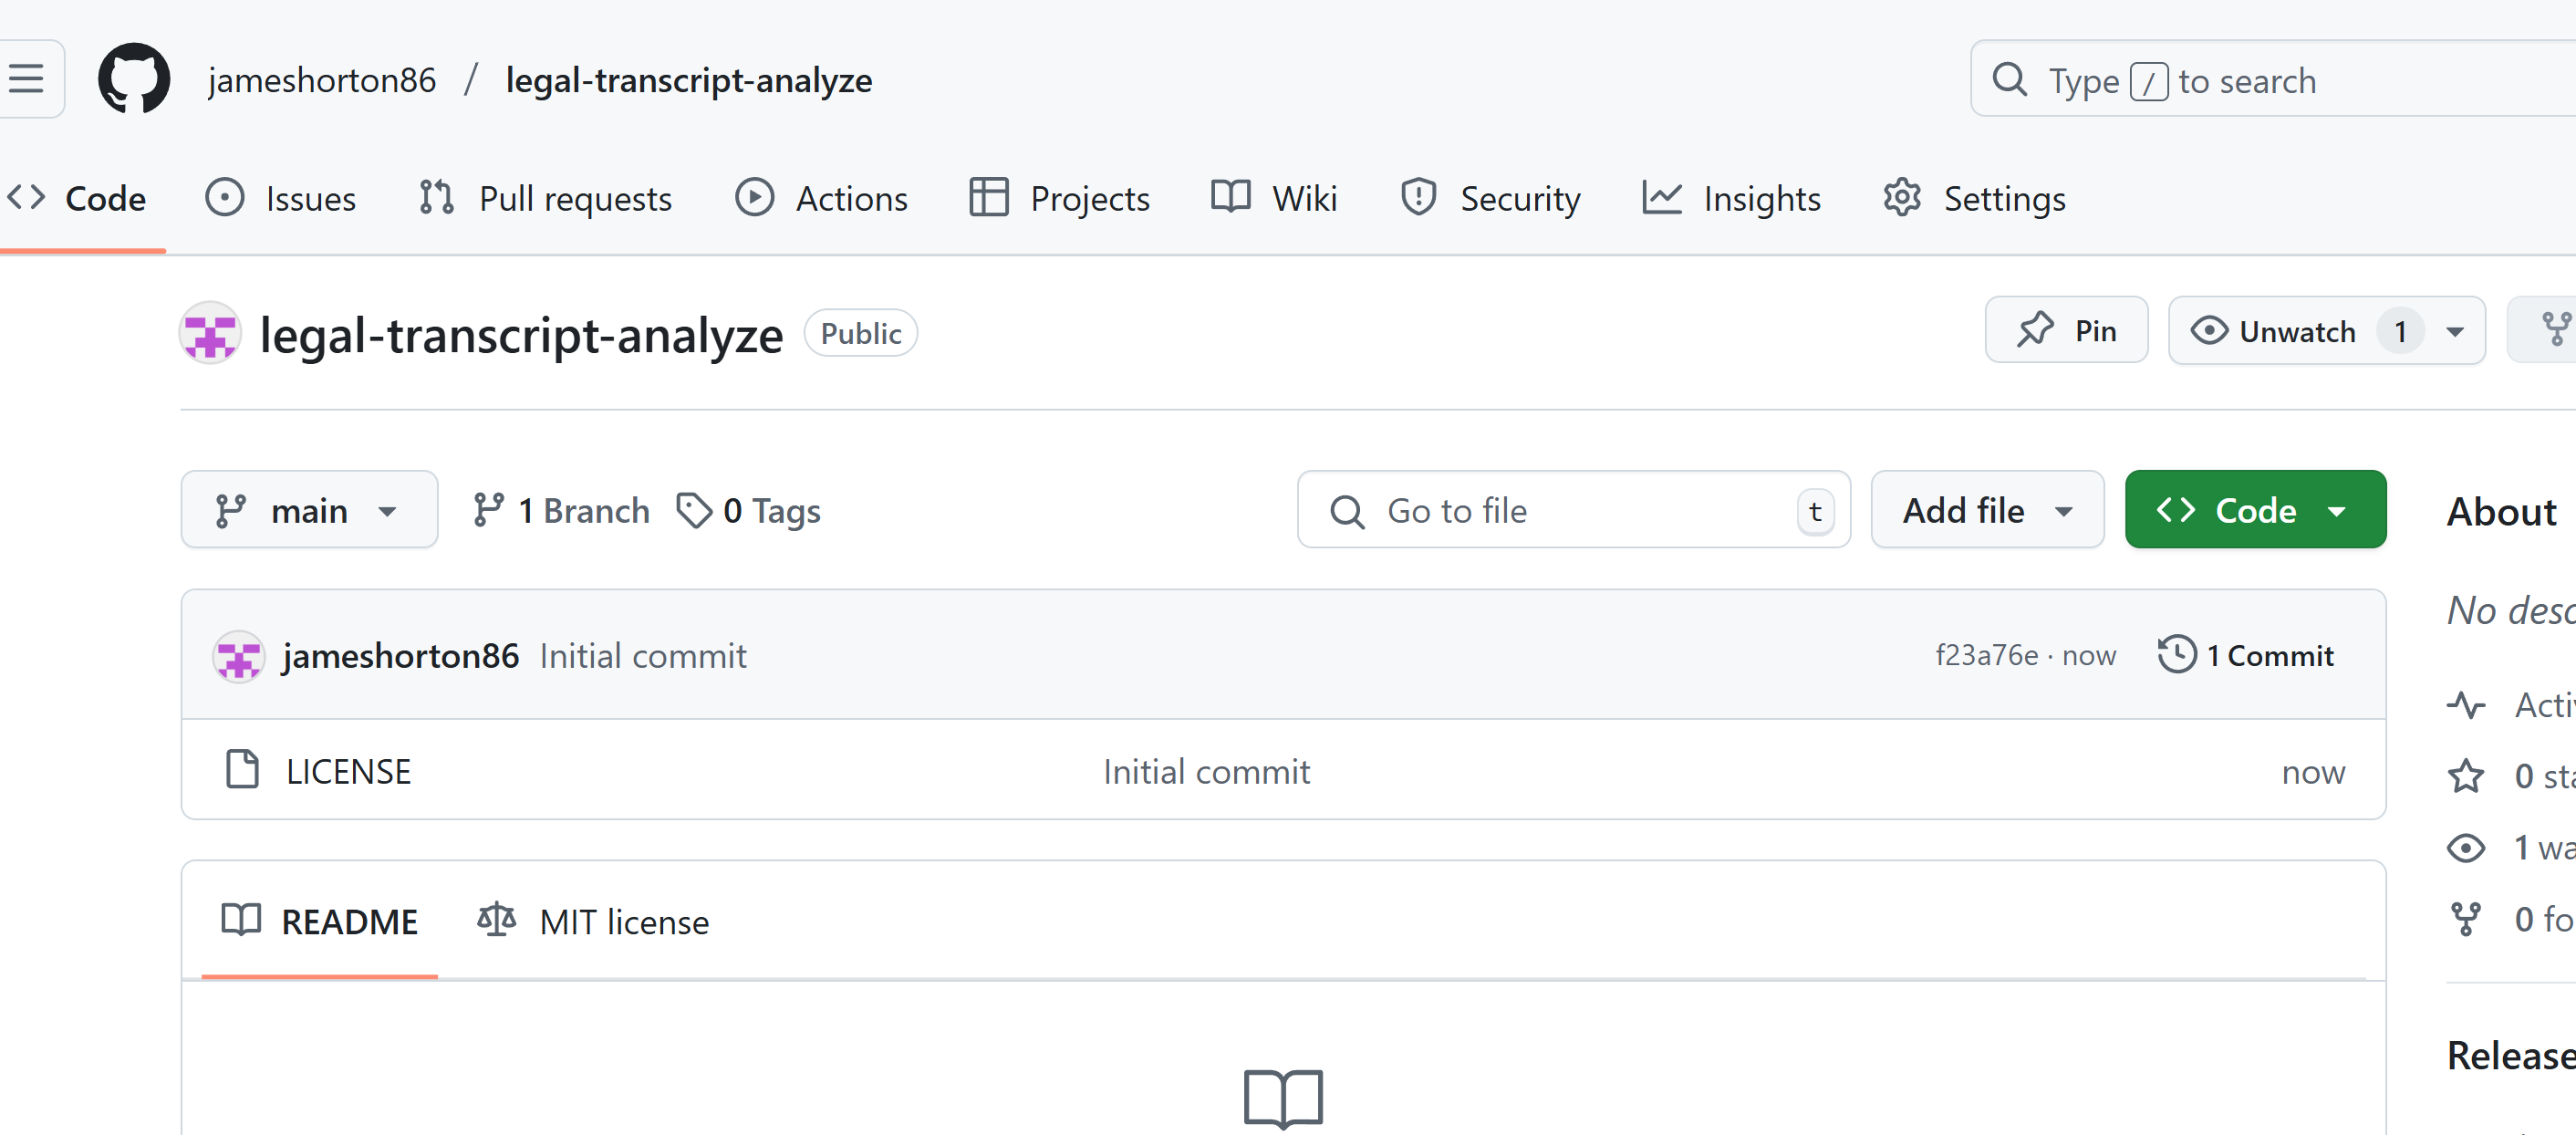 jameshorton86 / legal-transcript-analyze
Type / to search
Code Issues Pull requests Actions Projects Wiki Security Insights Settings
legal-transcript-analyze Public
Pin Unwatch 1
main 1 Branch 0 Tags Go to file t Add file Code
About
No desc
jameshorton86 Initial commit f23a76e · now 1 Commit
Acti
LICENSE Initial commit now
0 sta
1 wa
README MIT license
0 fo
Release